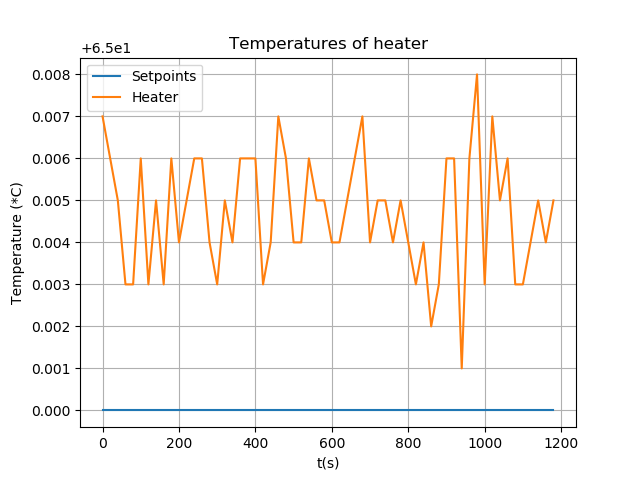 Temperatures of heater
+6.5e1
Setpoints
Heater
0.008
0.007
0.006
0.005
0.004
0.003
0.002
0.001
0.000
Temperature (*C)
0 200 400 600 800 1000 1200
t(s)